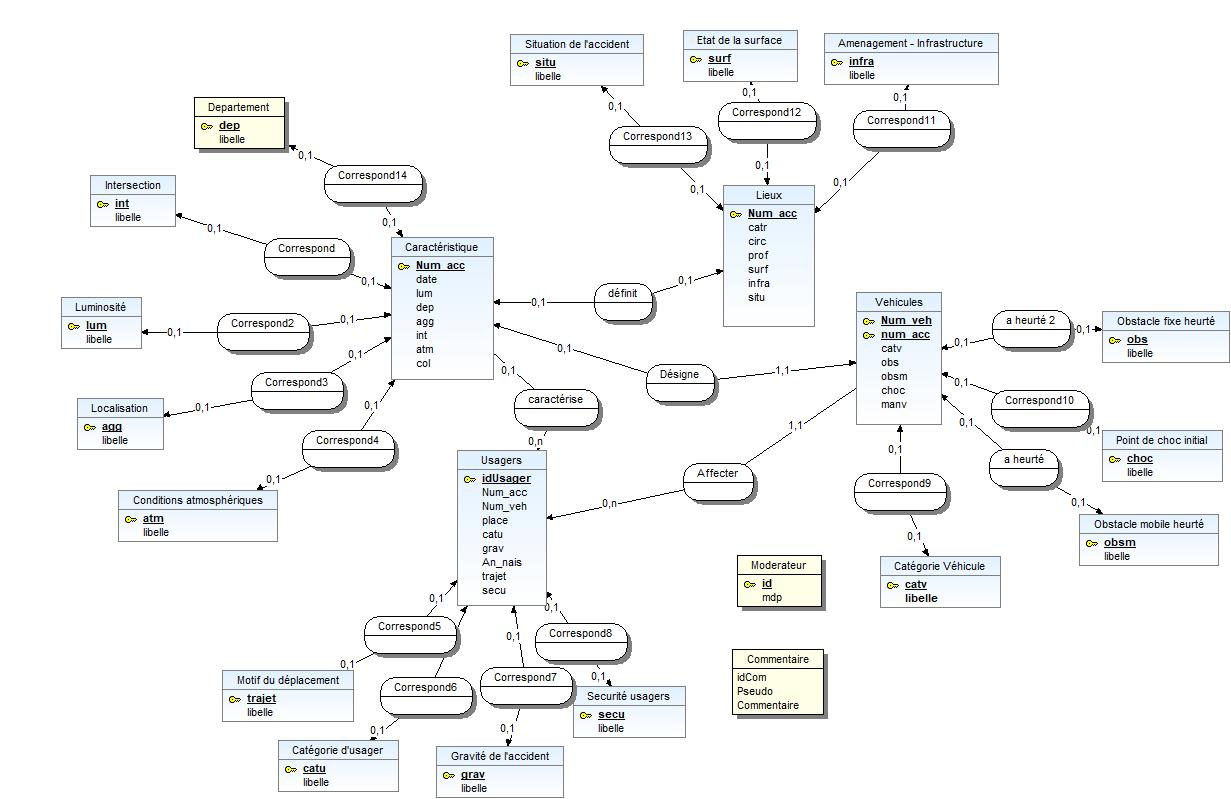 Situation de l'accident
situ
libelle
Etat de la surface
surf
libelle
Amenagement - Infrastructure
infra
libelle
0,1
0,1
0,1
Correspond13
Correspond12
Correspond11
0,1
0,1
0,1
Departement
dep
libelle
0,1
Correspond14
0,1
Intersection
int
libelle
0,1
Correspond
0,1
Lieux
Num_acc
catr
circ
prof
surf
infra
situ
Caractéristique
Num_acc
date
lum
dep
agg
int
atm
col
0,1
définit
0,1
Luminosité
lum
libelle
0,1
Correspond2
0,1
Vehicules
Num_veh
num_acc
catv
obs
obsm
choc
manv
0,1
a heurté 2
0,1
Obstacle fixe heurté
obs
libelle
0,1
Désigne
1,1
0,1
Correspond3
0,1
Localisation
agg
libelle
0,1
caractérise
0,n
0,1
Correspond10
0,1
Point de choc initial
choc
libelle
0,1
Correspond4
0,1
Conditions atmosphériques
atm
libelle
1,1
Affecter
0,n
0,1
a heurté
0,1
Obstacle mobile heurté
obsm
libelle
0,1
Correspond9
0,1
Catégorie Véhicule
catv
libelle
Usagers
idUsager
Num_acc
Num_veh
place
catu
grav
An_nais
trajet
secu
Moderateur
id
mdp
0,1
Correspond5
0,1
Motif du déplacement
trajet
libelle
Correspond6
0,1
Catégorie d'usager
catu
libelle
0,1
Correspond7
0,1
Gravité de l'accident
grav
libelle
0,1
Correspond8
0,1
Securité usagers
secu
libelle
Commentaire
idCom
Pseudo
Commentaire